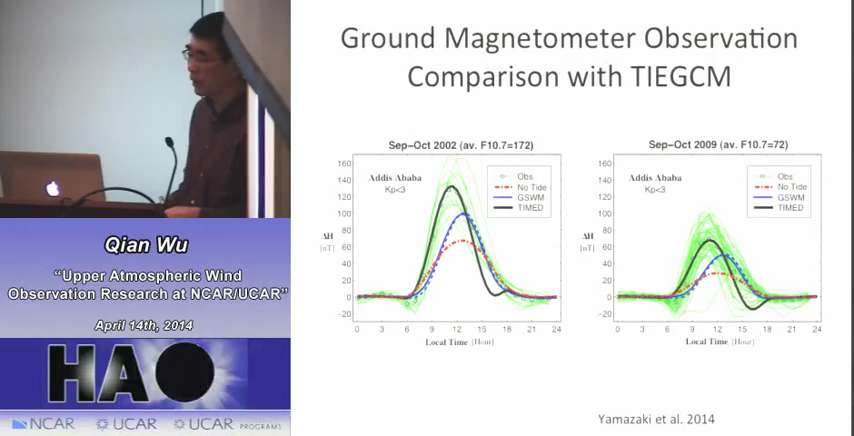 Ground Magnetometer Observation
Comparison with TIEGCM
Sep-Oct 2002 (av. F10.7=172)
160
140
120
100
80
60
40
20
0
-20
ΔH
[nT]
Addis Ababa
Kp<3
Obs.
No Tide
GSWM
TIMED
0 3 6 9 12 15 18 21 24
Local Time [Hour]
Sep-Oct 2009 (av. F10.7=72)
160
140
120
100
80
60
40
20
0
-20
ΔH
[nT]
Addis Ababa
Kp<3
Obs.
No Tide
GSWM
TIMED
0 3 6 9 12 15 18 21 24
Local Time [Hour]
Yamazaki et al. 2014
Qian Wu
“Upper Atmospheric Wind
Observation Research at NCAR/UCAR”
April 14th, 2014
HAO
NCAR UCAR UCAR PROGRAMS